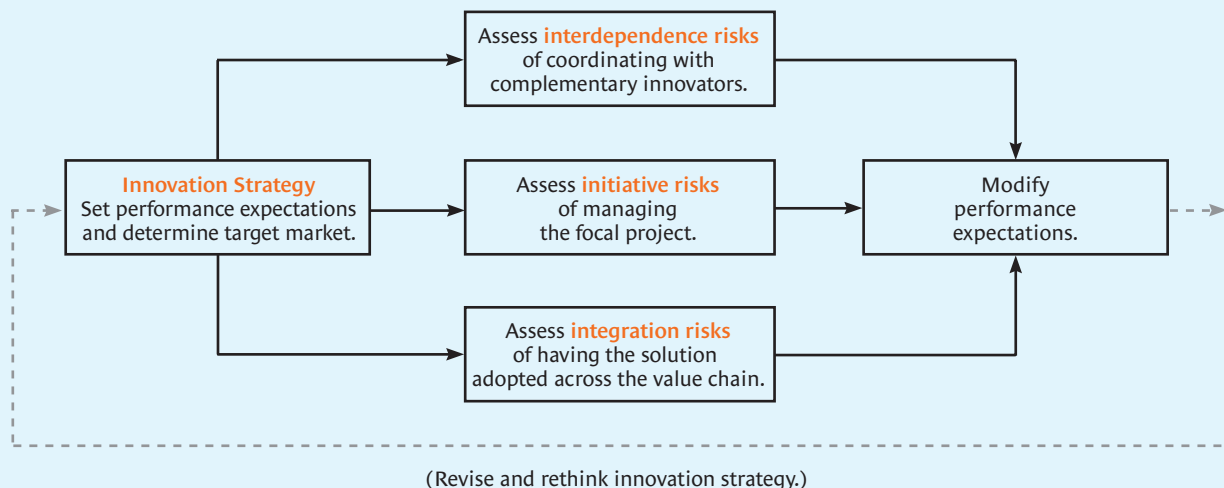 Assess interdependence risks
of coordinating with
complementary innovators.
Innovation Strategy
Set performance expectations
and determine target market.
Assess initiative risks
of managing
the focal project.
Modify
performance
expectations.
Assess integration risks
of having the solution
adopted across the value chain.
(Revise and rethink innovation strategy.)